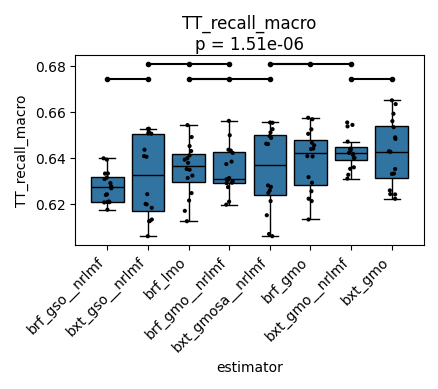 TT_recall_macro
p = 1.51e-06
TT_recall_macro
0.68
0.66
0.64
0.62
brf_gso__nrlmf
bxt_gso__nrlmf
brf_lmo
brf_gmo__nrlmf
bxt_gmosa__nrlmf
brf_gmo
bxt_gmo__nrlmf
bxt_gmo
estimator